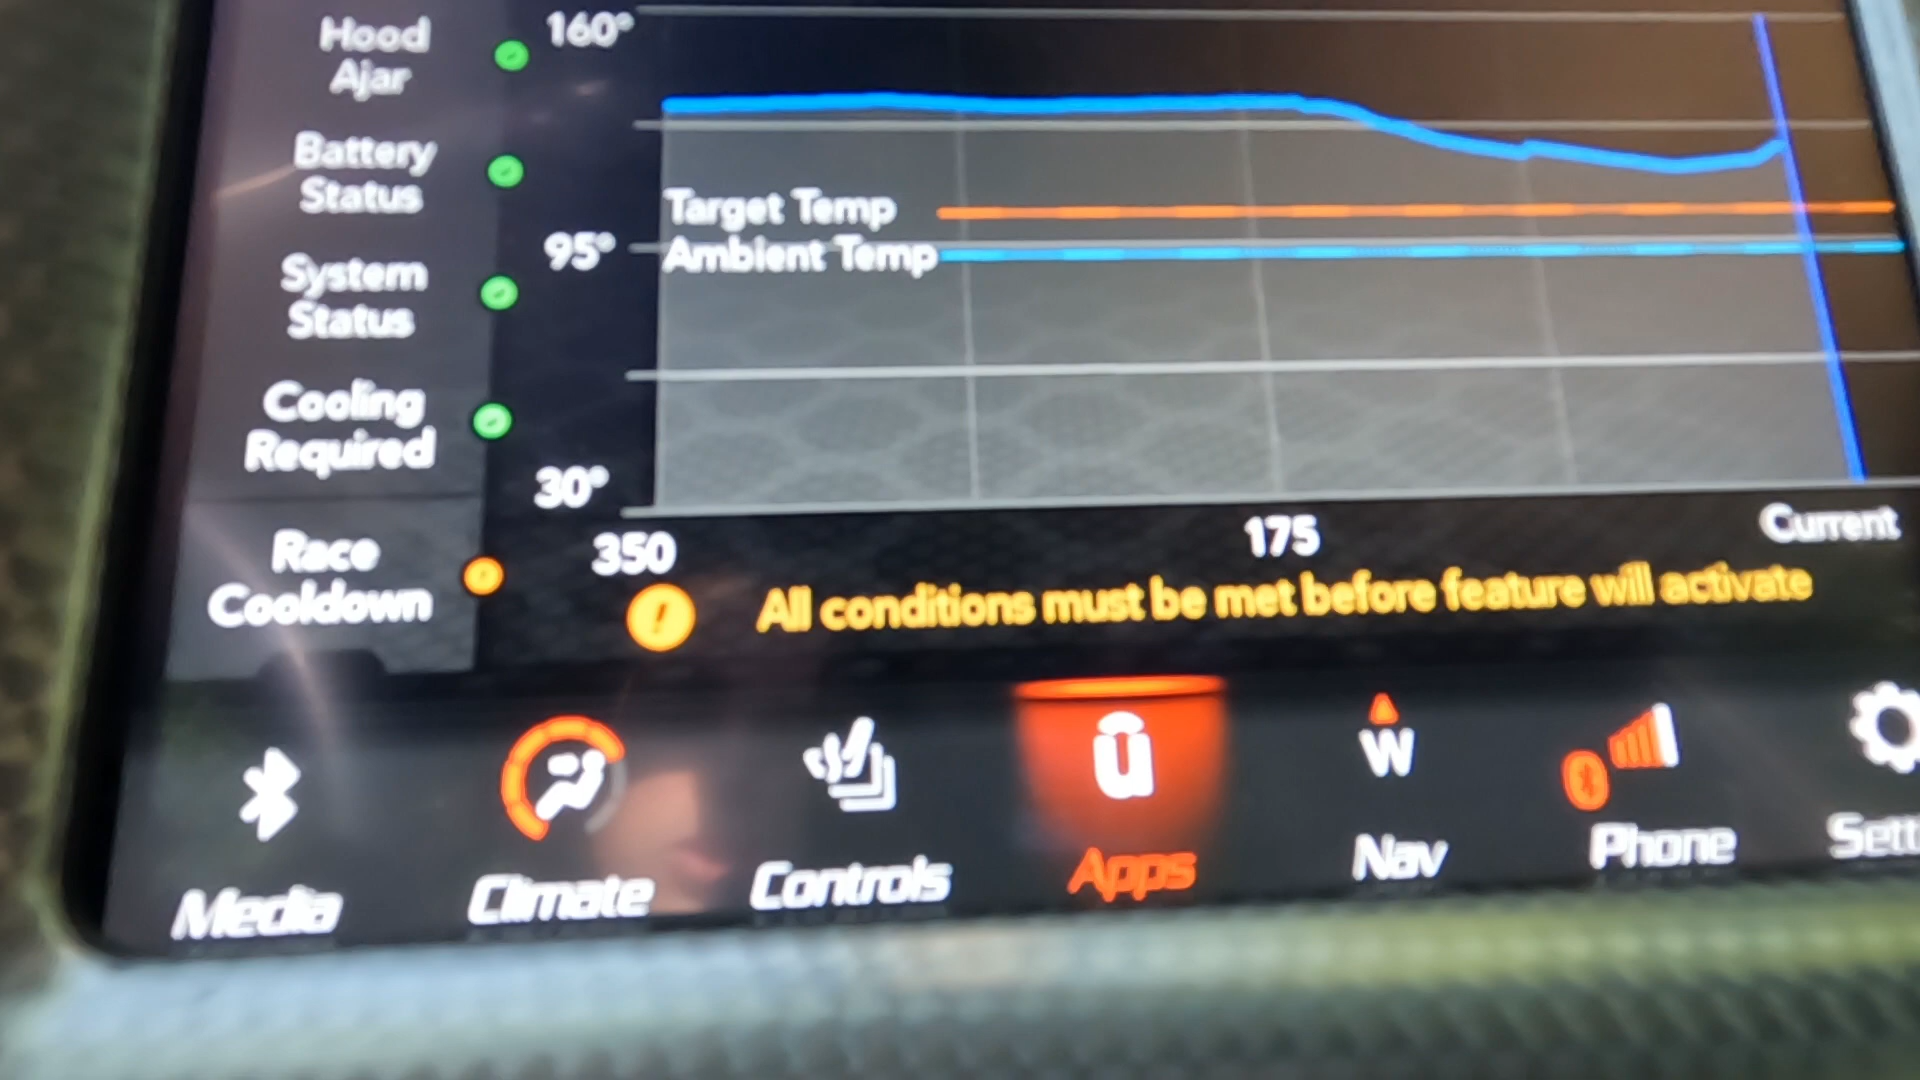 Hood
Ajar
160°
Battery
Status
Target Temp
95°
Ambient Temp
System
Status
Cooling
Required
30°
350
175
Current
Race
Cooldown
! All conditions must be met before feature will activate
W
Media
Climate
Controls
Apps
Nav
Phone
Sett